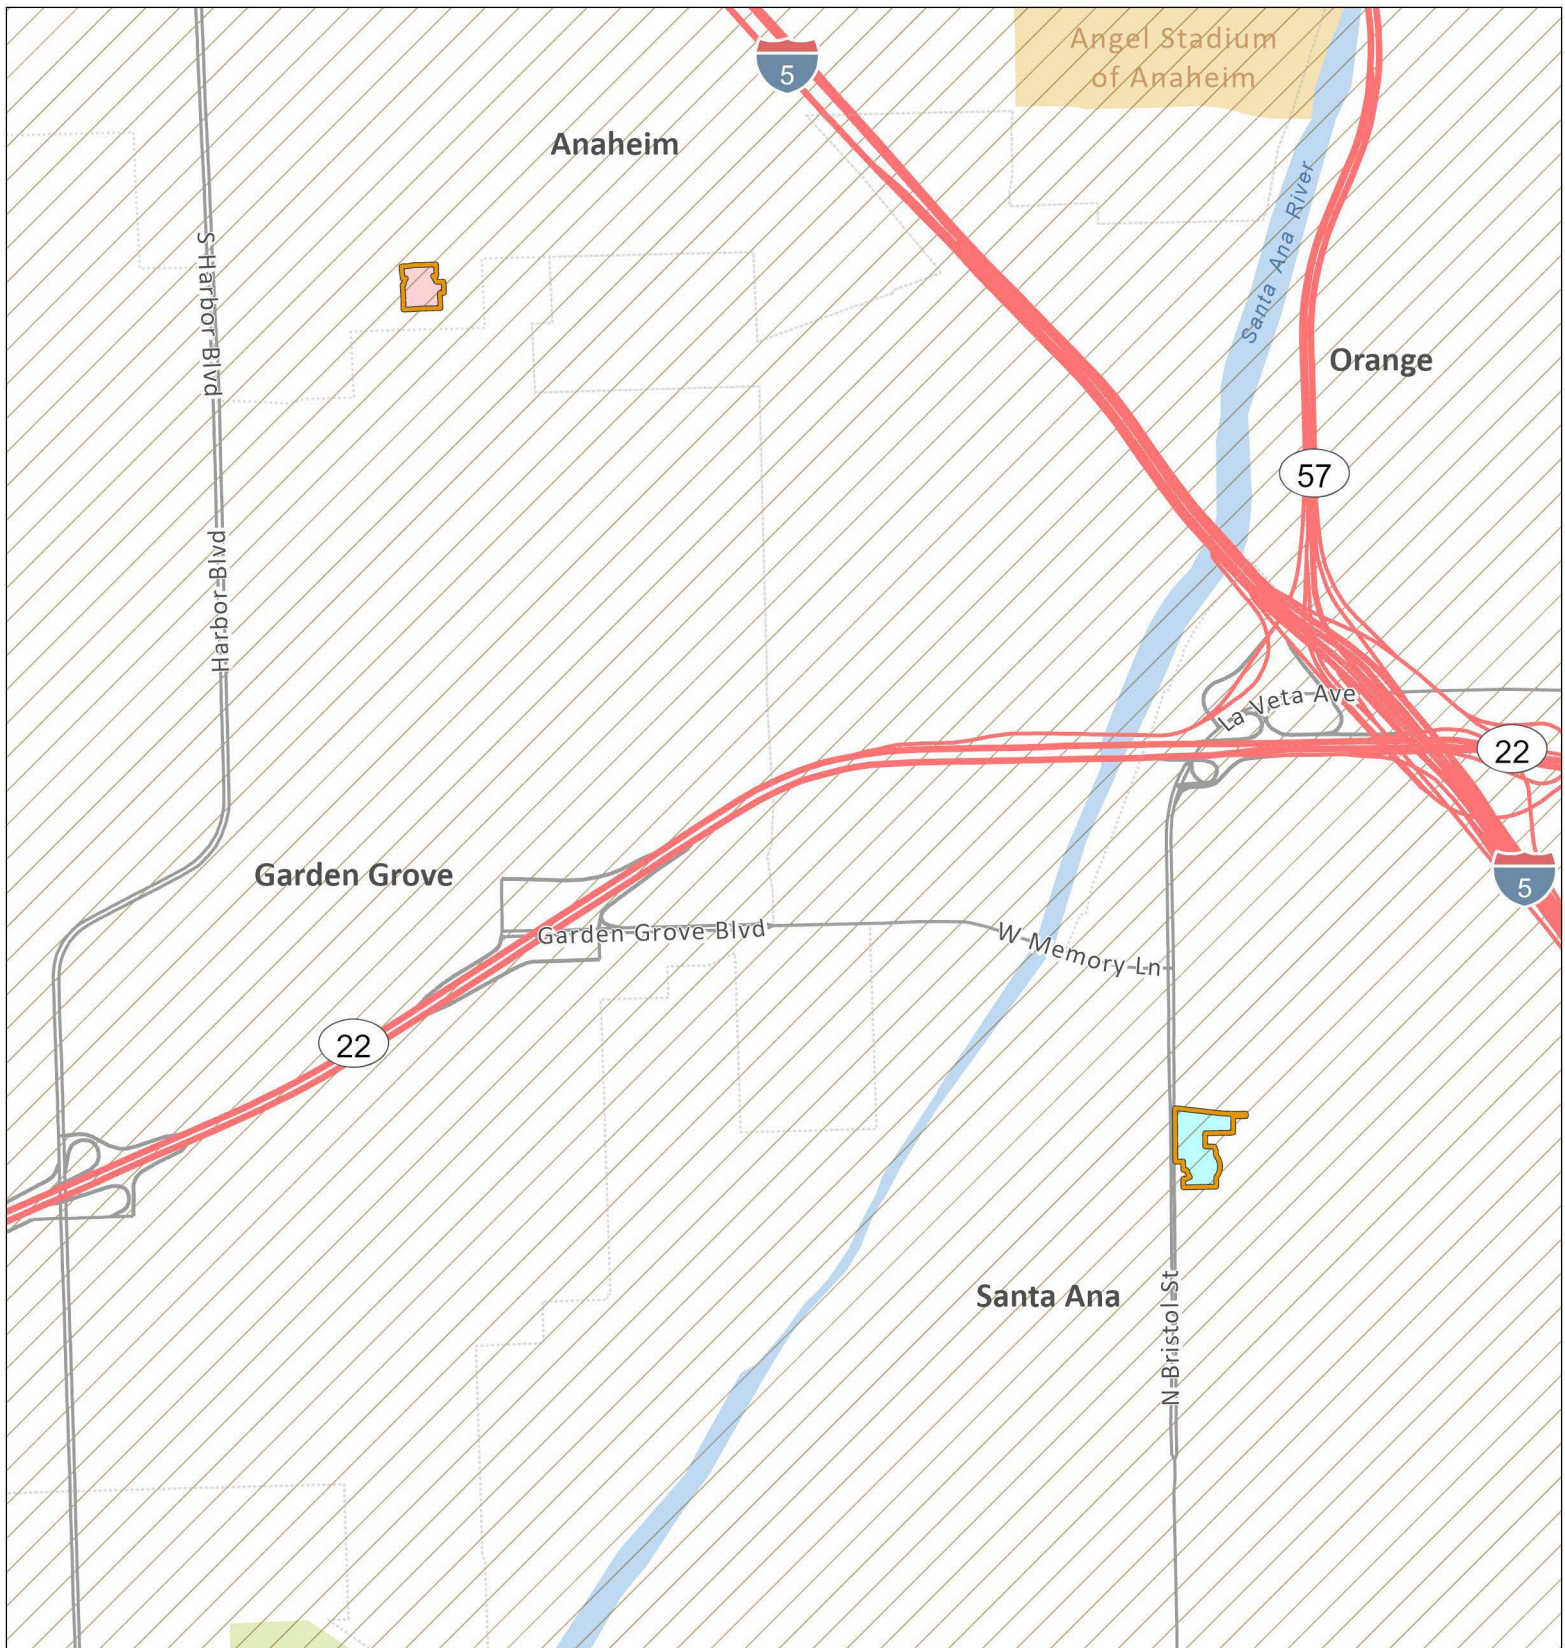 5
Angel Stadium
of Anaheim
Anaheim
S Harbor Blvd
Santa Ana River
Orange
57
Harbor Blvd
La Veta Ave
22
5
Garden Grove
Garden Grove Blvd
W Memory Ln
22
Santa Ana
N Bristol St